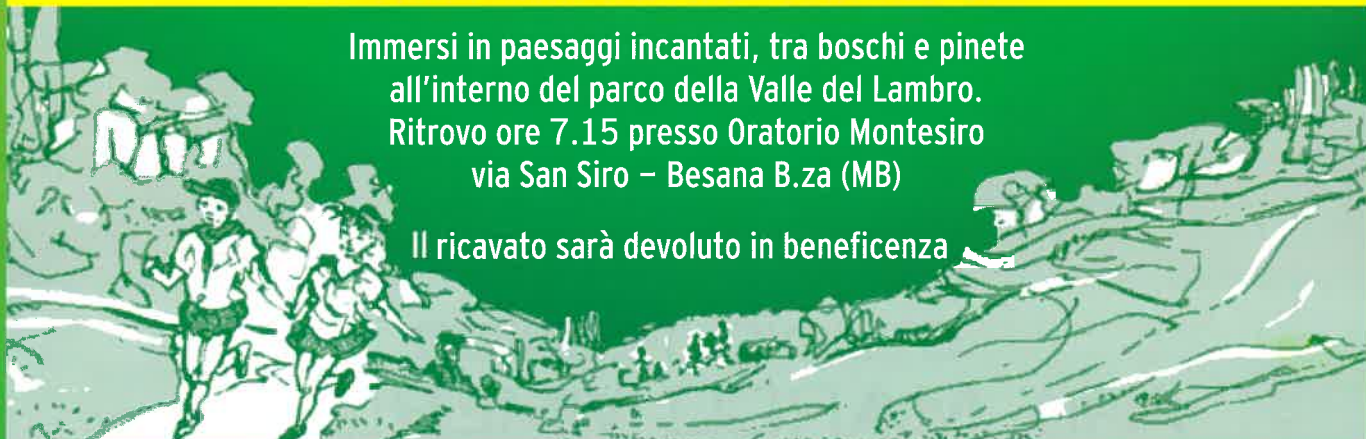 Immersi in paesaggi incantati, tra boschi e pinete
all'interno del parco della Valle del Lambro.
Ritrovo ore 7.15 presso Oratorio Montesiro
via San Siro – Besana B.za (MB)
Il ricavato sarà devoluto in beneficenza